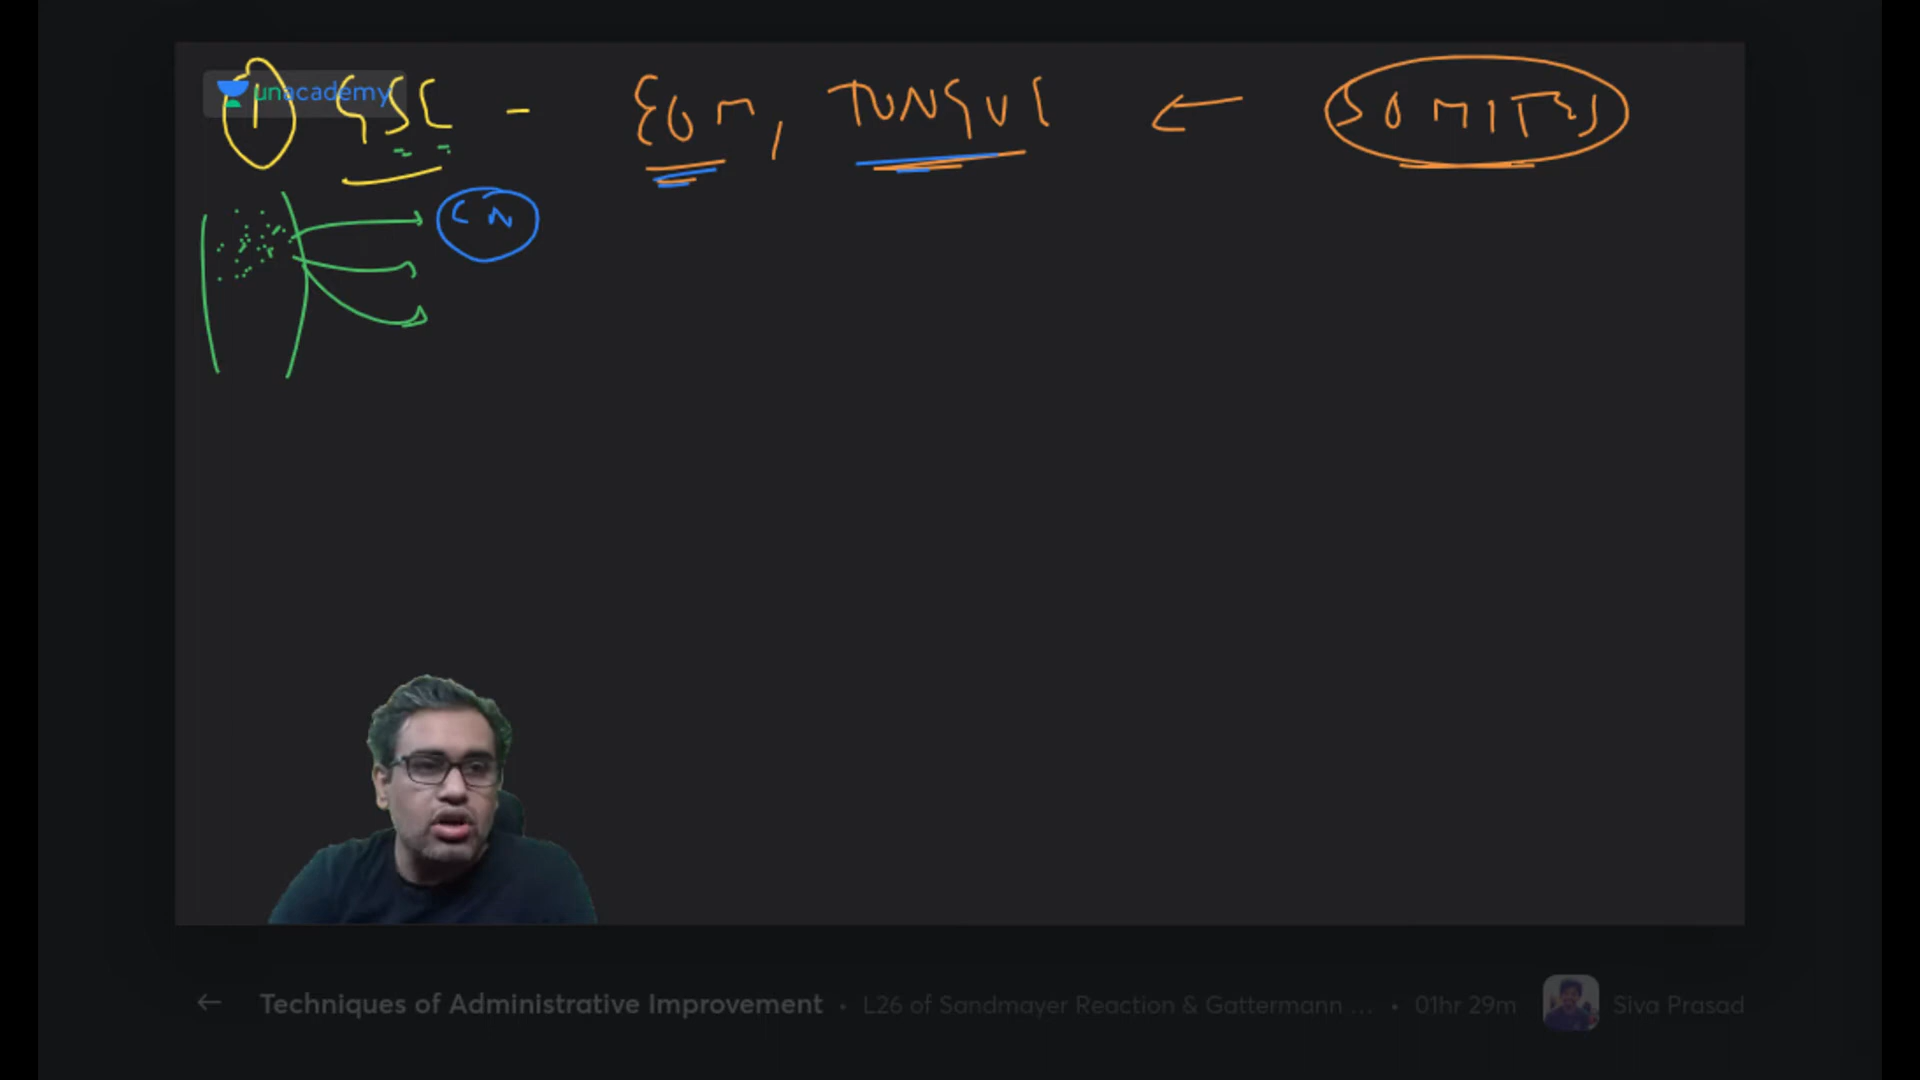 unacademy
1 GSE - EOM, TONGUE ← SOMITES
CN
← Techniques of Administrative Improvement • L26 of Sandmayer Reaction & Gattermann ... • 01hr 29m Siva Prasad